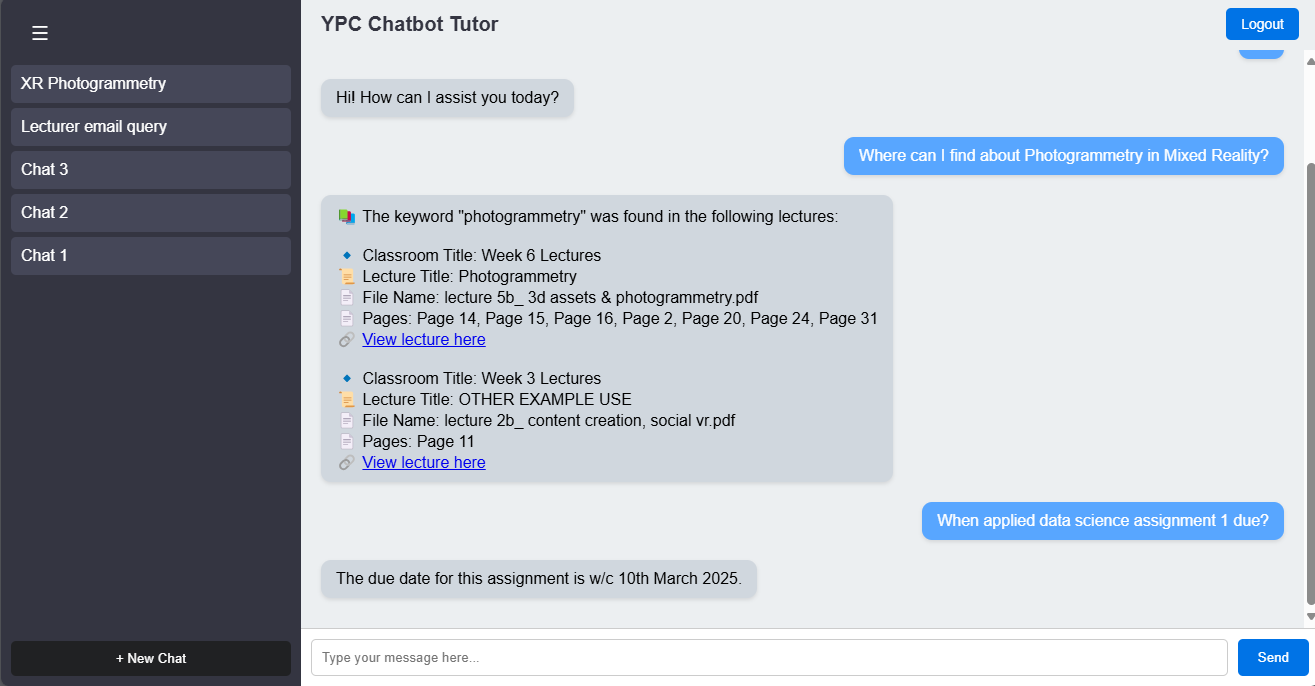 XR Photogrammetry
Lecturer email query
Chat 3
Chat 2
Chat 1
+ New Chat
YPC Chatbot Tutor
Logout
Hi! How can I assist you today?
Where can I find about Photogrammetry in Mixed Reality?
The keyword "photogrammetry" was found in the following lectures:
Classroom Title: Week 6 Lectures
Lecture Title: Photogrammetry
File Name: lecture 5b_ 3d assets & photogrammetry.pdf
Pages: Page 14, Page 15, Page 16, Page 2, Page 20, Page 24, Page 31
View lecture here
Classroom Title: Week 3 Lectures
Lecture Title: OTHER EXAMPLE USE
File Name: lecture 2b_ content creation, social vr.pdf
Pages: Page 11
View lecture here
When applied data science assignment 1 due?
The due date for this assignment is w/c 10th March 2025.
Type your message here...
Send